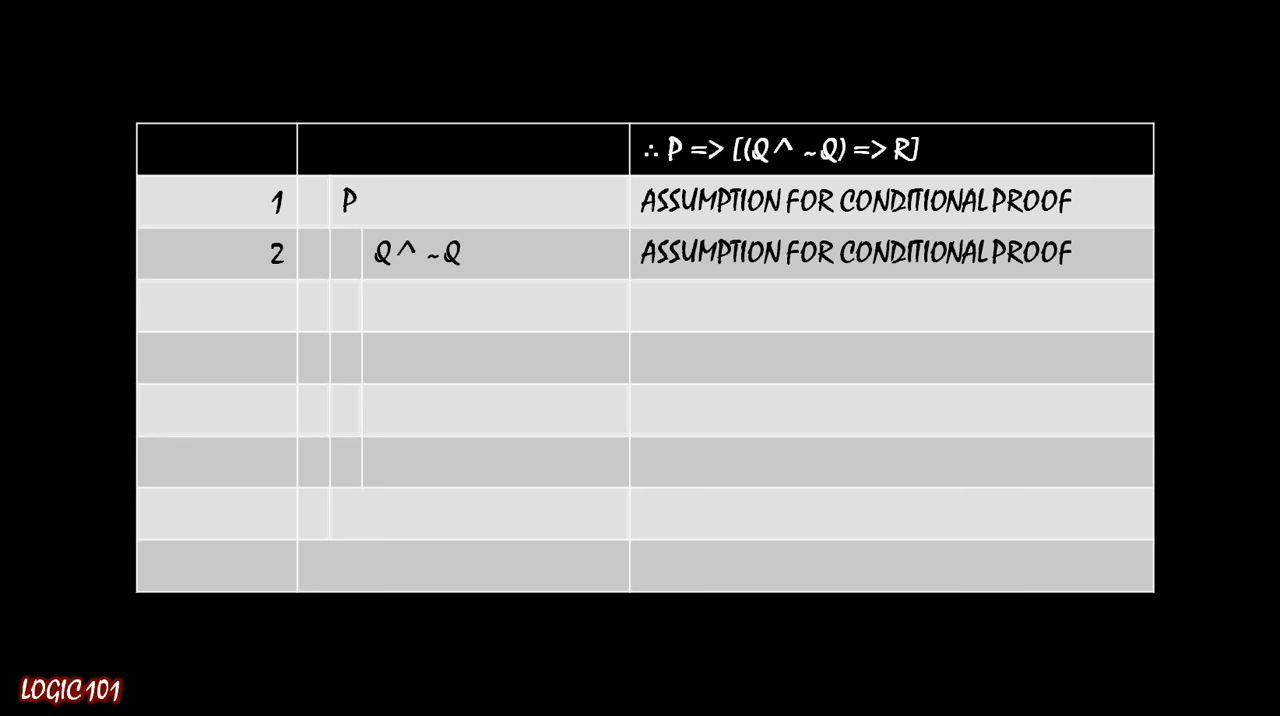 ∴ P => [(Q ^ ~Q) => R]
1 P ASSUMPTION FOR CONDITIONAL PROOF
2 Q ^ ~Q ASSUMPTION FOR CONDITIONAL PROOF
LOGIC 101